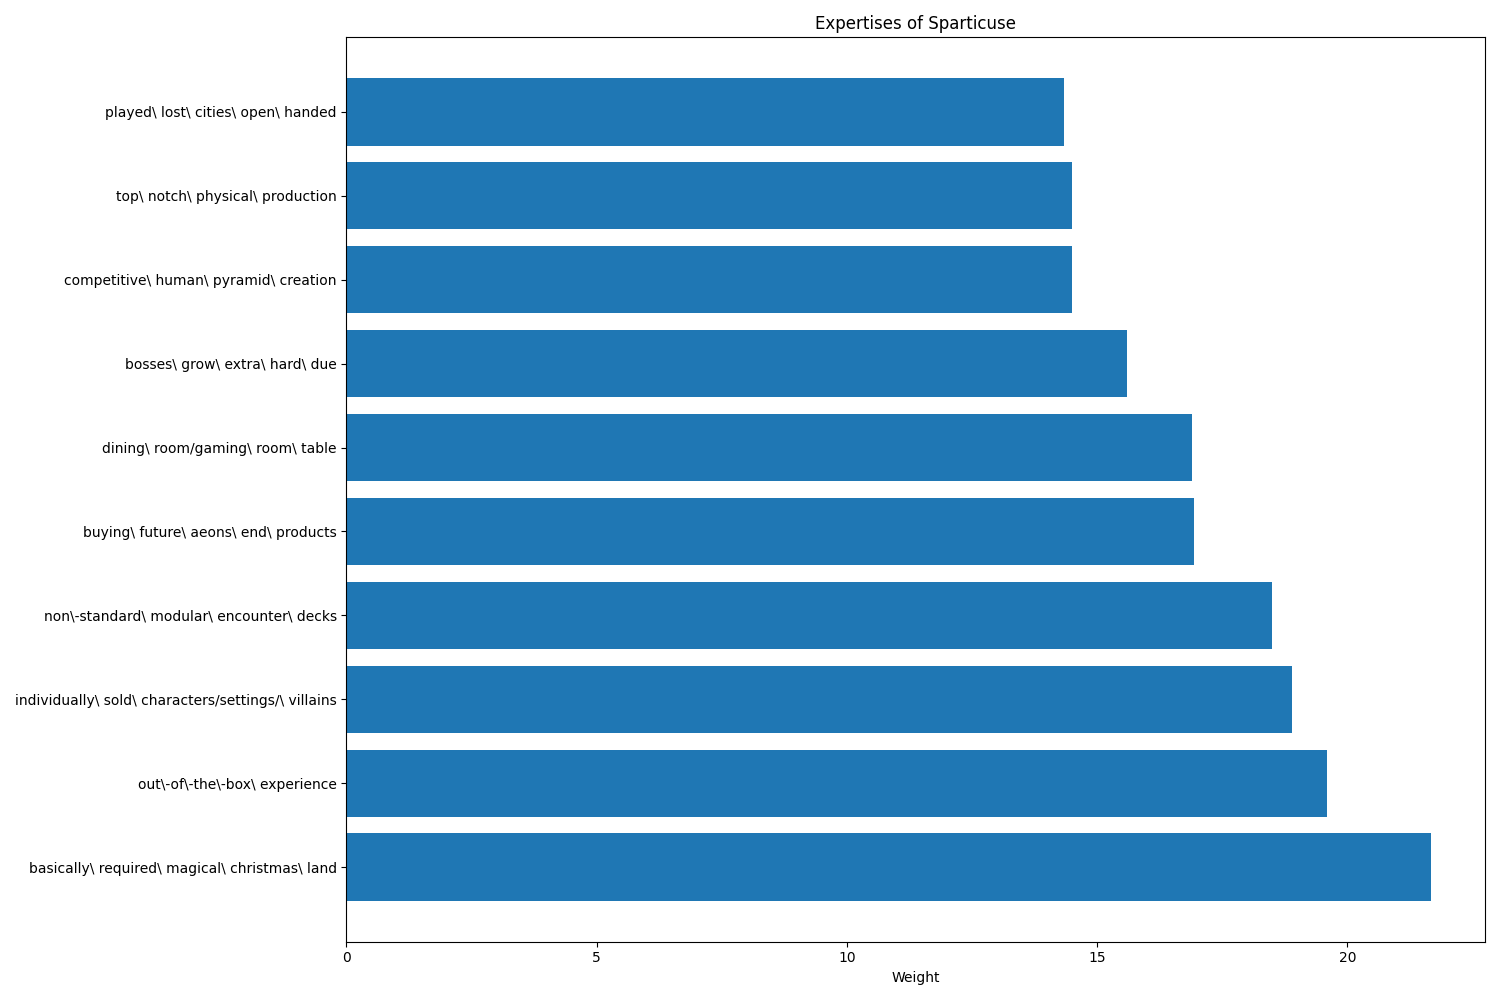 Expertises of Sparticuse
played\ lost\ cities\ open\ handed
top\ notch\ physical\ production
competitive\ human\ pyramid\ creation
bosses\ grow\ extra\ hard\ due
dining\ room/gaming\ room\ table
buying\ future\ aeons\ end\ products
non\-standard\ modular\ encounter\ decks
individually\ sold\ characters/settings/\ villains
out\-of\-the\-box\ experience
basically\ required\ magical\ christmas\ land
0 5 10 15 20
Weight